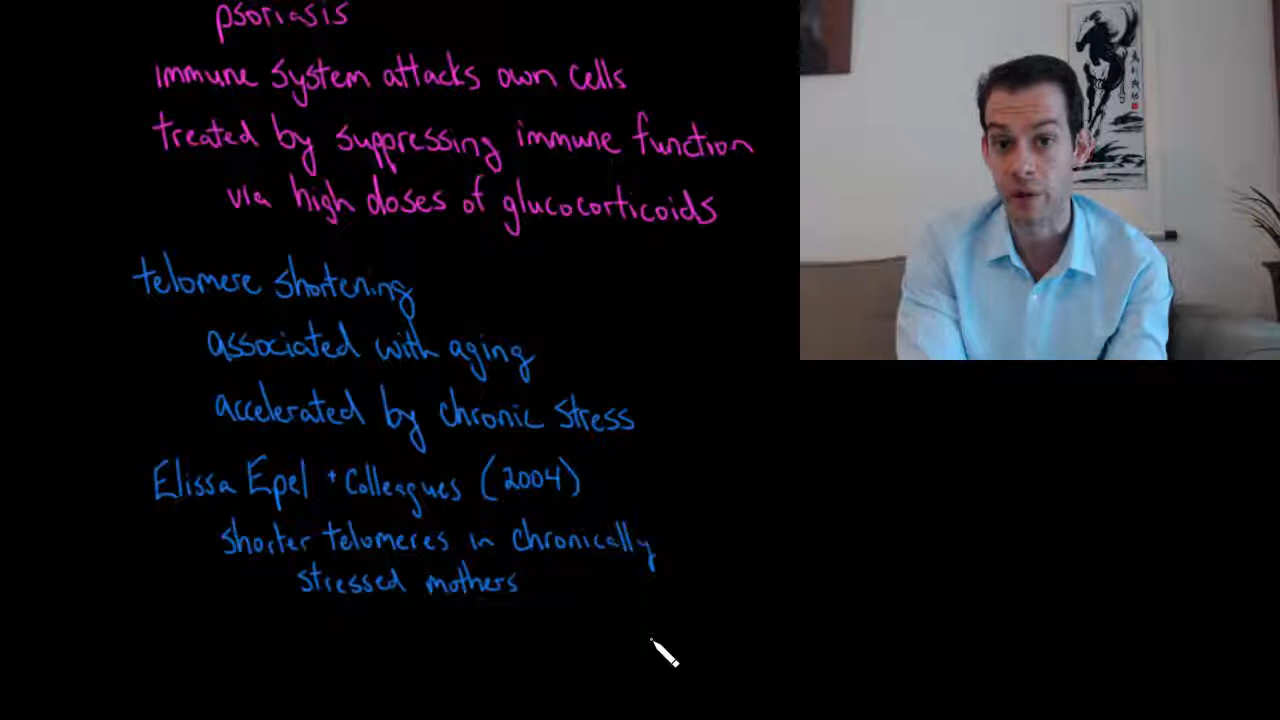 psoriasis
immune system attacks own cells
treated by suppressing immune function
via high doses of glucocorticoids
telomere shortening
associated with aging
accelerated by chronic stress
Elissa Epel + Colleagues (2004)
shorter telomeres in chronically
stressed mothers